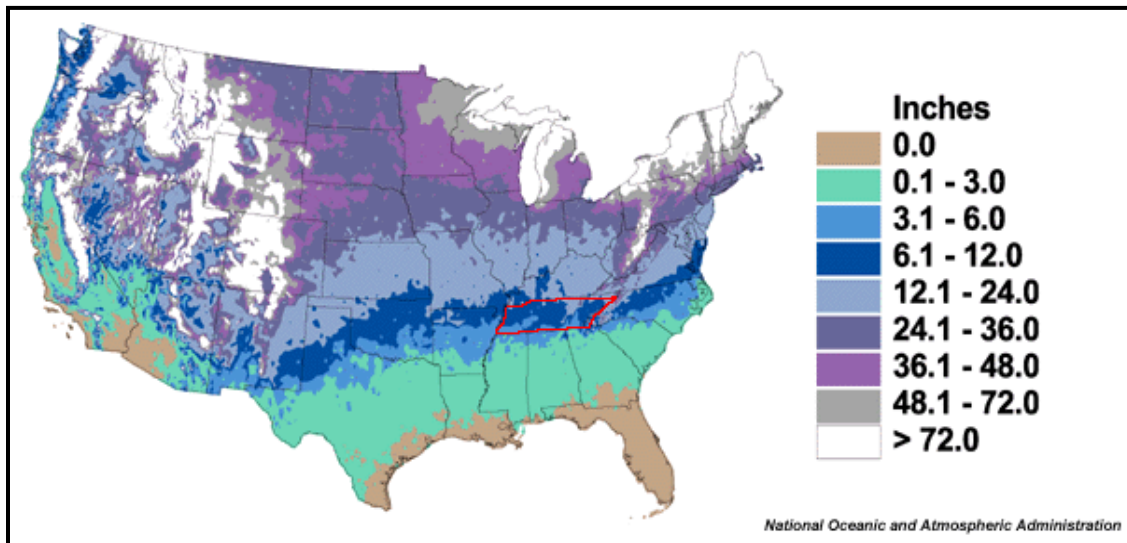 Inches
0.0
0.1 - 3.0
3.1 - 6.0
6.1 - 12.0
12.1 - 24.0
24.1 - 36.0
36.1 - 48.0
48.1 - 72.0
> 72.0
National Oceanic and Atmospheric Administration